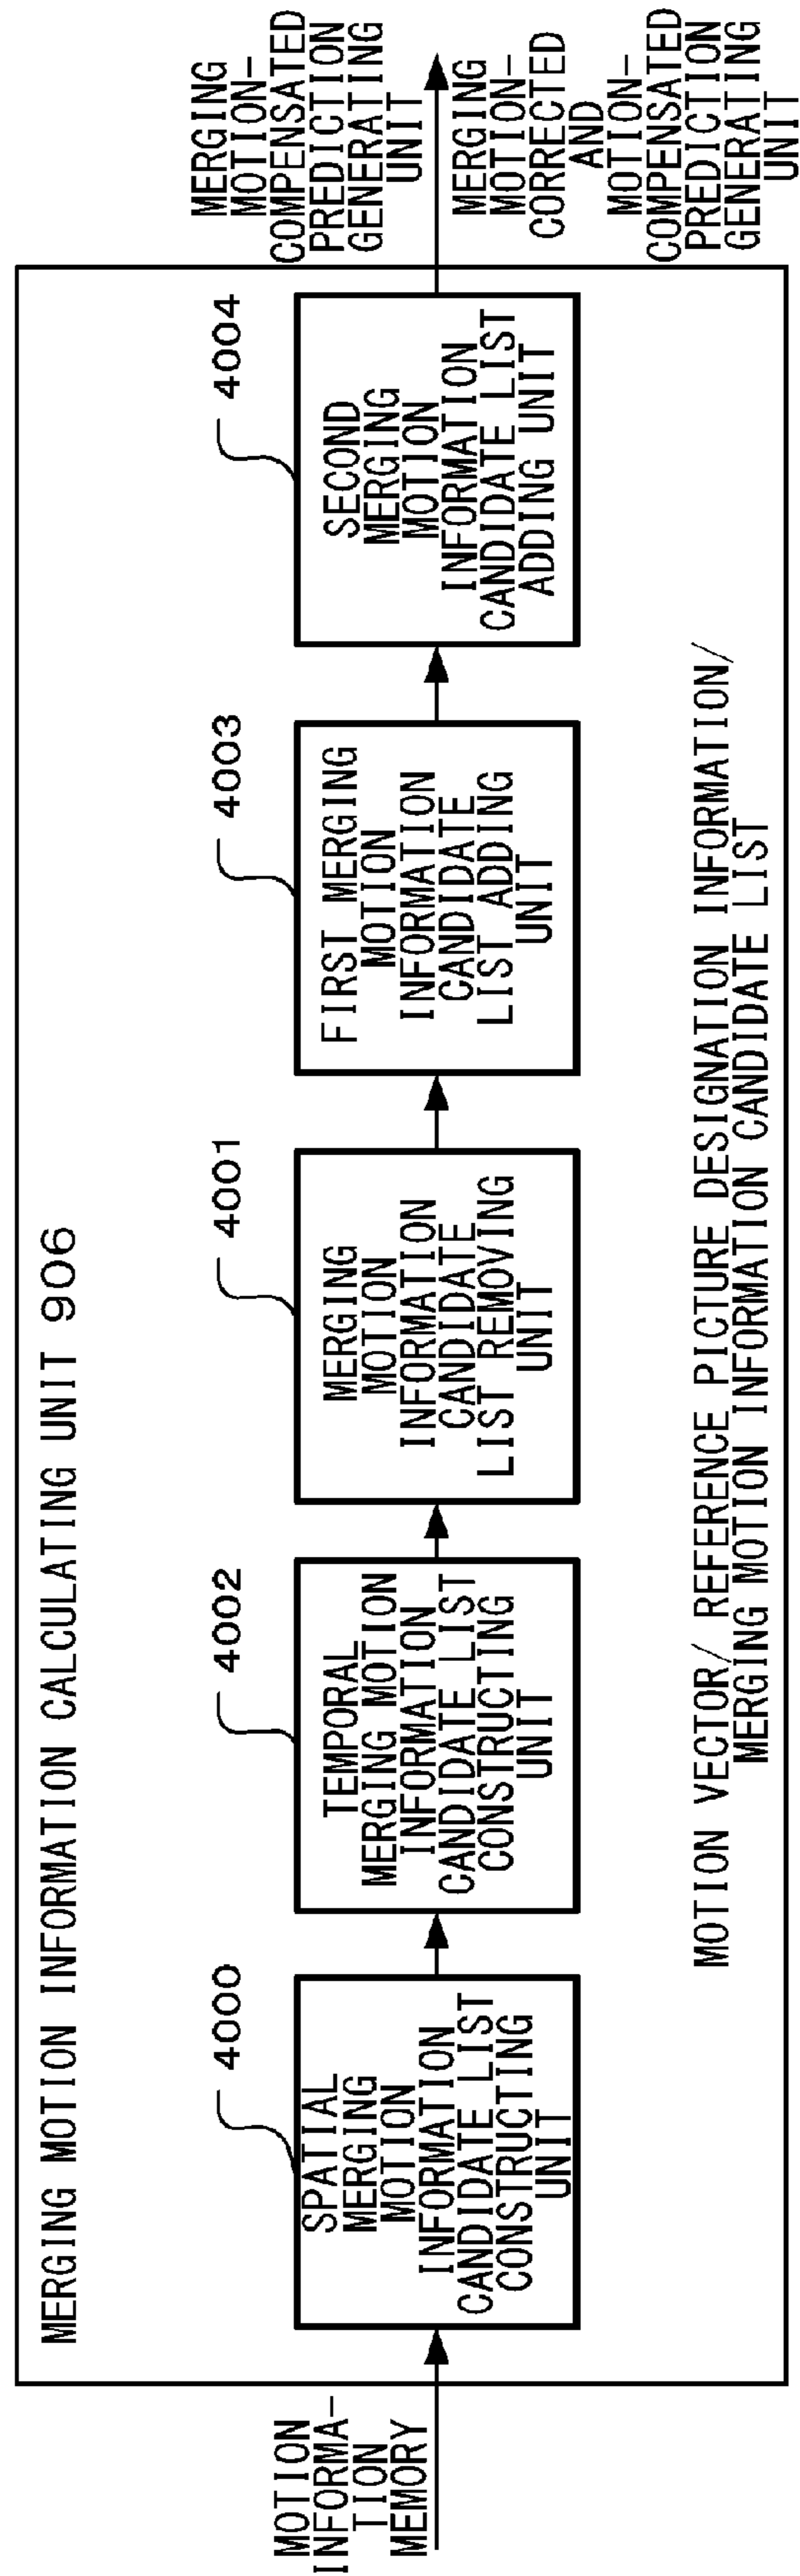 MERGING MOTION INFORMATION CALCULATING UNIT 906
MOTION
INFORMA-
TION
MEMORY
4000
SPATIAL
MERGING
MOTION
INFORMATION
CANDIDATE LIST
CONSTRUCTING
UNIT
4002
TEMPORAL
MERGING MOTION
INFORMATION
CANDIDATE LIST
CONSTRUCTING
UNIT
4001
MERGING
MOTION
INFORMATION
CANDIDATE
LIST REMOVING
UNIT
4003
FIRST MERGING
MOTION
INFORMATION
CANDIDATE
LIST ADDING
UNIT
4004
SECOND
MERGING
MOTION
INFORMATION
CANDIDATE LIST
ADDING UNIT
MERGING
MOTION-
COMPENSATED
PREDICTION
GENERATING
UNIT
MERGING
MOTION-
CORRECTED
AND
MOTION-
COMPENSATED
PREDICTION
GENERATING
UNIT
MOTION VECTOR/ REFERENCE PICTURE DESIGNATION INFORMATION/
MERGING MOTION INFORMATION CANDIDATE LIST